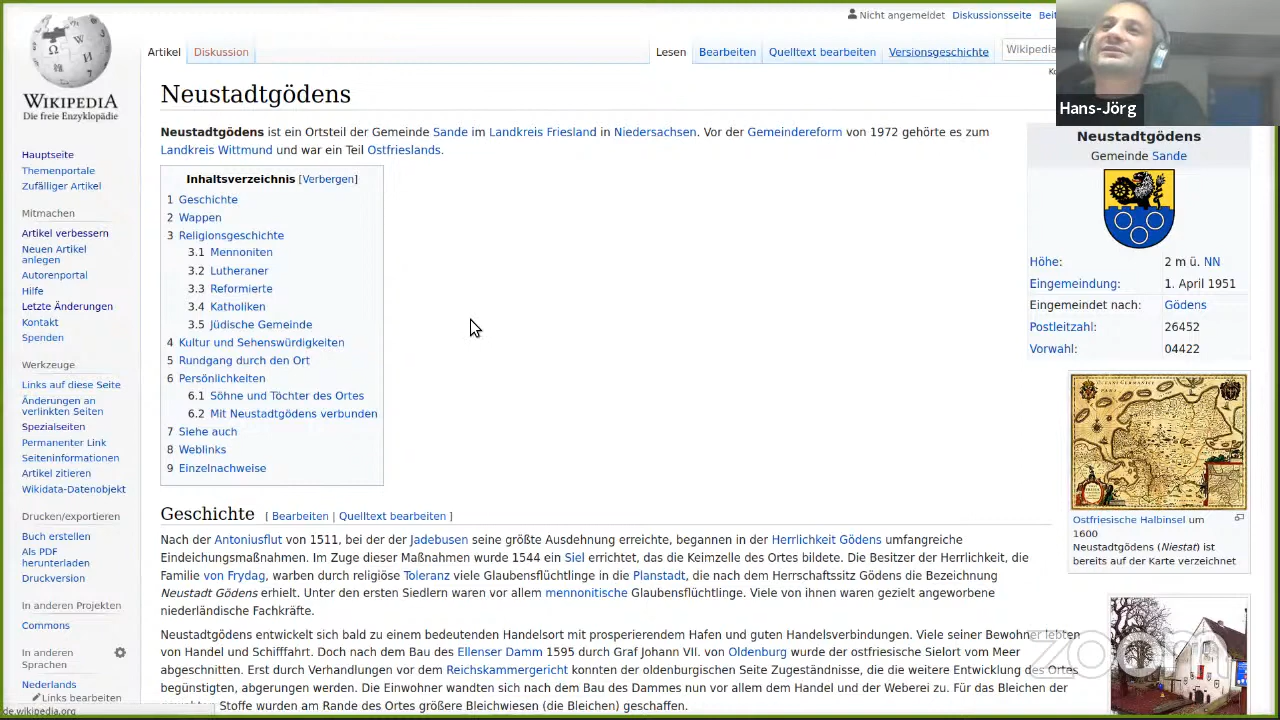 Nicht angemeldet Diskussionsseite Bei
Artikel Diskussion Lesen Bearbeiten Quelltext bearbeiten Versionsgeschichte Wikipedia
WIKIPEDIA
Die freie Enzyklopädie
Hauptseite
Themenportale
Zufälliger Artikel
Mitmachen
Artikel verbessern
Neuen Artikel
anlegen
Autorenportal
Hilfe
Letzte Änderungen
Kontakt
Spenden
Werkzeuge
Links auf diese Seite
Änderungen an
verlinkten Seiten
Spezialseiten
Permanenter Link
Seiteninformationen
Artikel zitieren
Wikidata-Datenobjekt
Drucken/exportieren
Buch erstellen
Als PDF
herunterladen
Druckversion
In anderen Projekten
Commons
In anderen
Sprachen
Nederlands
Links bearbeiten
de.wikipedia.org
Neustadtgödens
Neustadtgödens ist ein Ortsteil der Gemeinde Sande im Landkreis Friesland in Niedersachsen. Vor der Gemeindereform von 1972 gehörte es zum
Landkreis Wittmund und war ein Teil Ostfrieslands.
Inhaltsverzeichnis [Verbergen]
1 Geschichte
2 Wappen
3 Religionsgeschichte
3.1 Mennoniten
3.2 Lutheraner
3.3 Reformierte
3.4 Katholiken
3.5 Jüdische Gemeinde
4 Kultur und Sehenswürdigkeiten
5 Rundgang durch den Ort
6 Persönlichkeiten
6.1 Söhne und Töchter des Ortes
6.2 Mit Neustadtgödens verbunden
7 Siehe auch
8 Weblinks
9 Einzelnachweise
Geschichte [ Bearbeiten | Quelltext bearbeiten ]
Nach der Antoniusflut von 1511, bei der der Jadebusen seine größte Ausdehnung erreichte, begannen in der Herrlichkeit Gödens umfangreiche
Eindeichungsmaßnahmen. Im Zuge dieser Maßnahmen wurde 1544 ein Siel errichtet, das die Keimzelle des Ortes bildete. Die Besitzer der Herrlichkeit, die
Familie von Frydag, warben durch religiöse Toleranz viele Glaubensflüchtlinge in die Planstadt, die nach dem Herrschaftssitz Gödens die Bezeichnung
Neustadt Gödens erhielt. Unter den ersten Siedlern waren vor allem mennonitische Glaubensflüchtlinge. Viele von ihnen waren gezielt angeworbene
niederländische Fachkräfte.
Neustadtgödens entwickelt sich bald zu einem bedeutenden Handelsort mit prosperierendem Hafen und guten Handelsverbindungen. Viele seiner Bewohner lebten
von Handel und Schifffahrt. Doch nach dem Bau des Ellenser Damm 1595 durch Graf Johann VII. von Oldenburg wurde der ostfriesische Sielort vom Meer
abgeschnitten. Erst durch Verhandlungen vor dem Reichskammergericht konnten der oldenburgischen Seite Zugeständnisse, die die weitere Entwicklung des Ortes
begünstigten, abgerungen werden. Die Einwohner wandten sich nach dem Bau des Dammes nun vor allem dem Handel und der Weberei zu. Für das Bleichen der
Stoffe wurden am Rande des Ortes größere Bleichwiesen (die Bleichen) geschaffen.
Hans-Jörg
Neustadtgödens
Gemeinde Sande
Höhe: 2 m ü. NN
Eingemeindung: 1. April 1951
Eingemeindet nach: Gödens
Postleitzahl: 26452
Vorwahl: 04422
Ostfriesische Halbinsel um
1600
Neustadtgödens (Niestat) ist
bereits auf der Karte verzeichnet
zoom